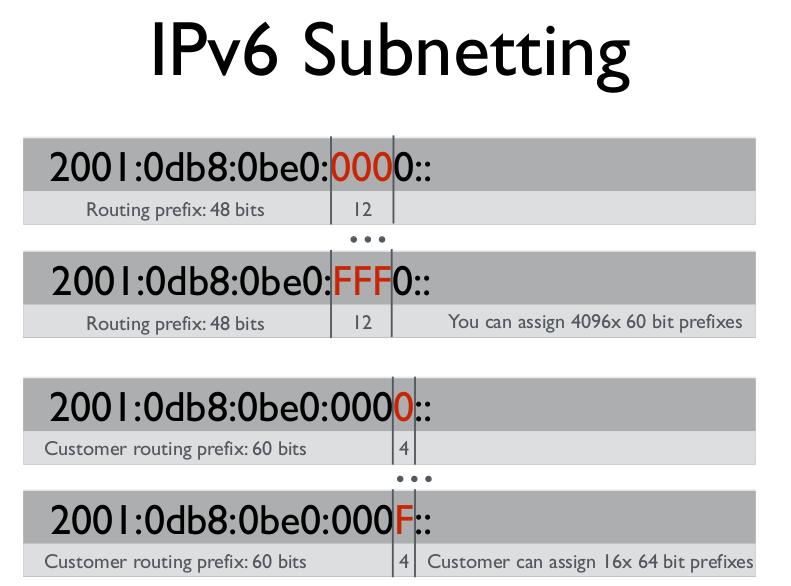 IPv6 Subnetting
2001:0db8:0be0:0000::
Routing prefix: 48 bits 12
...
2001:0db8:0be0:FFF0::
Routing prefix: 48 bits 12 You can assign 4096x 60 bit prefixes
2001:0db8:0be0:0000::
Customer routing prefix: 60 bits 4
...
2001:0db8:0be0:000F::
Customer routing prefix: 60 bits 4 Customer can assign 16x 64 bit prefixes